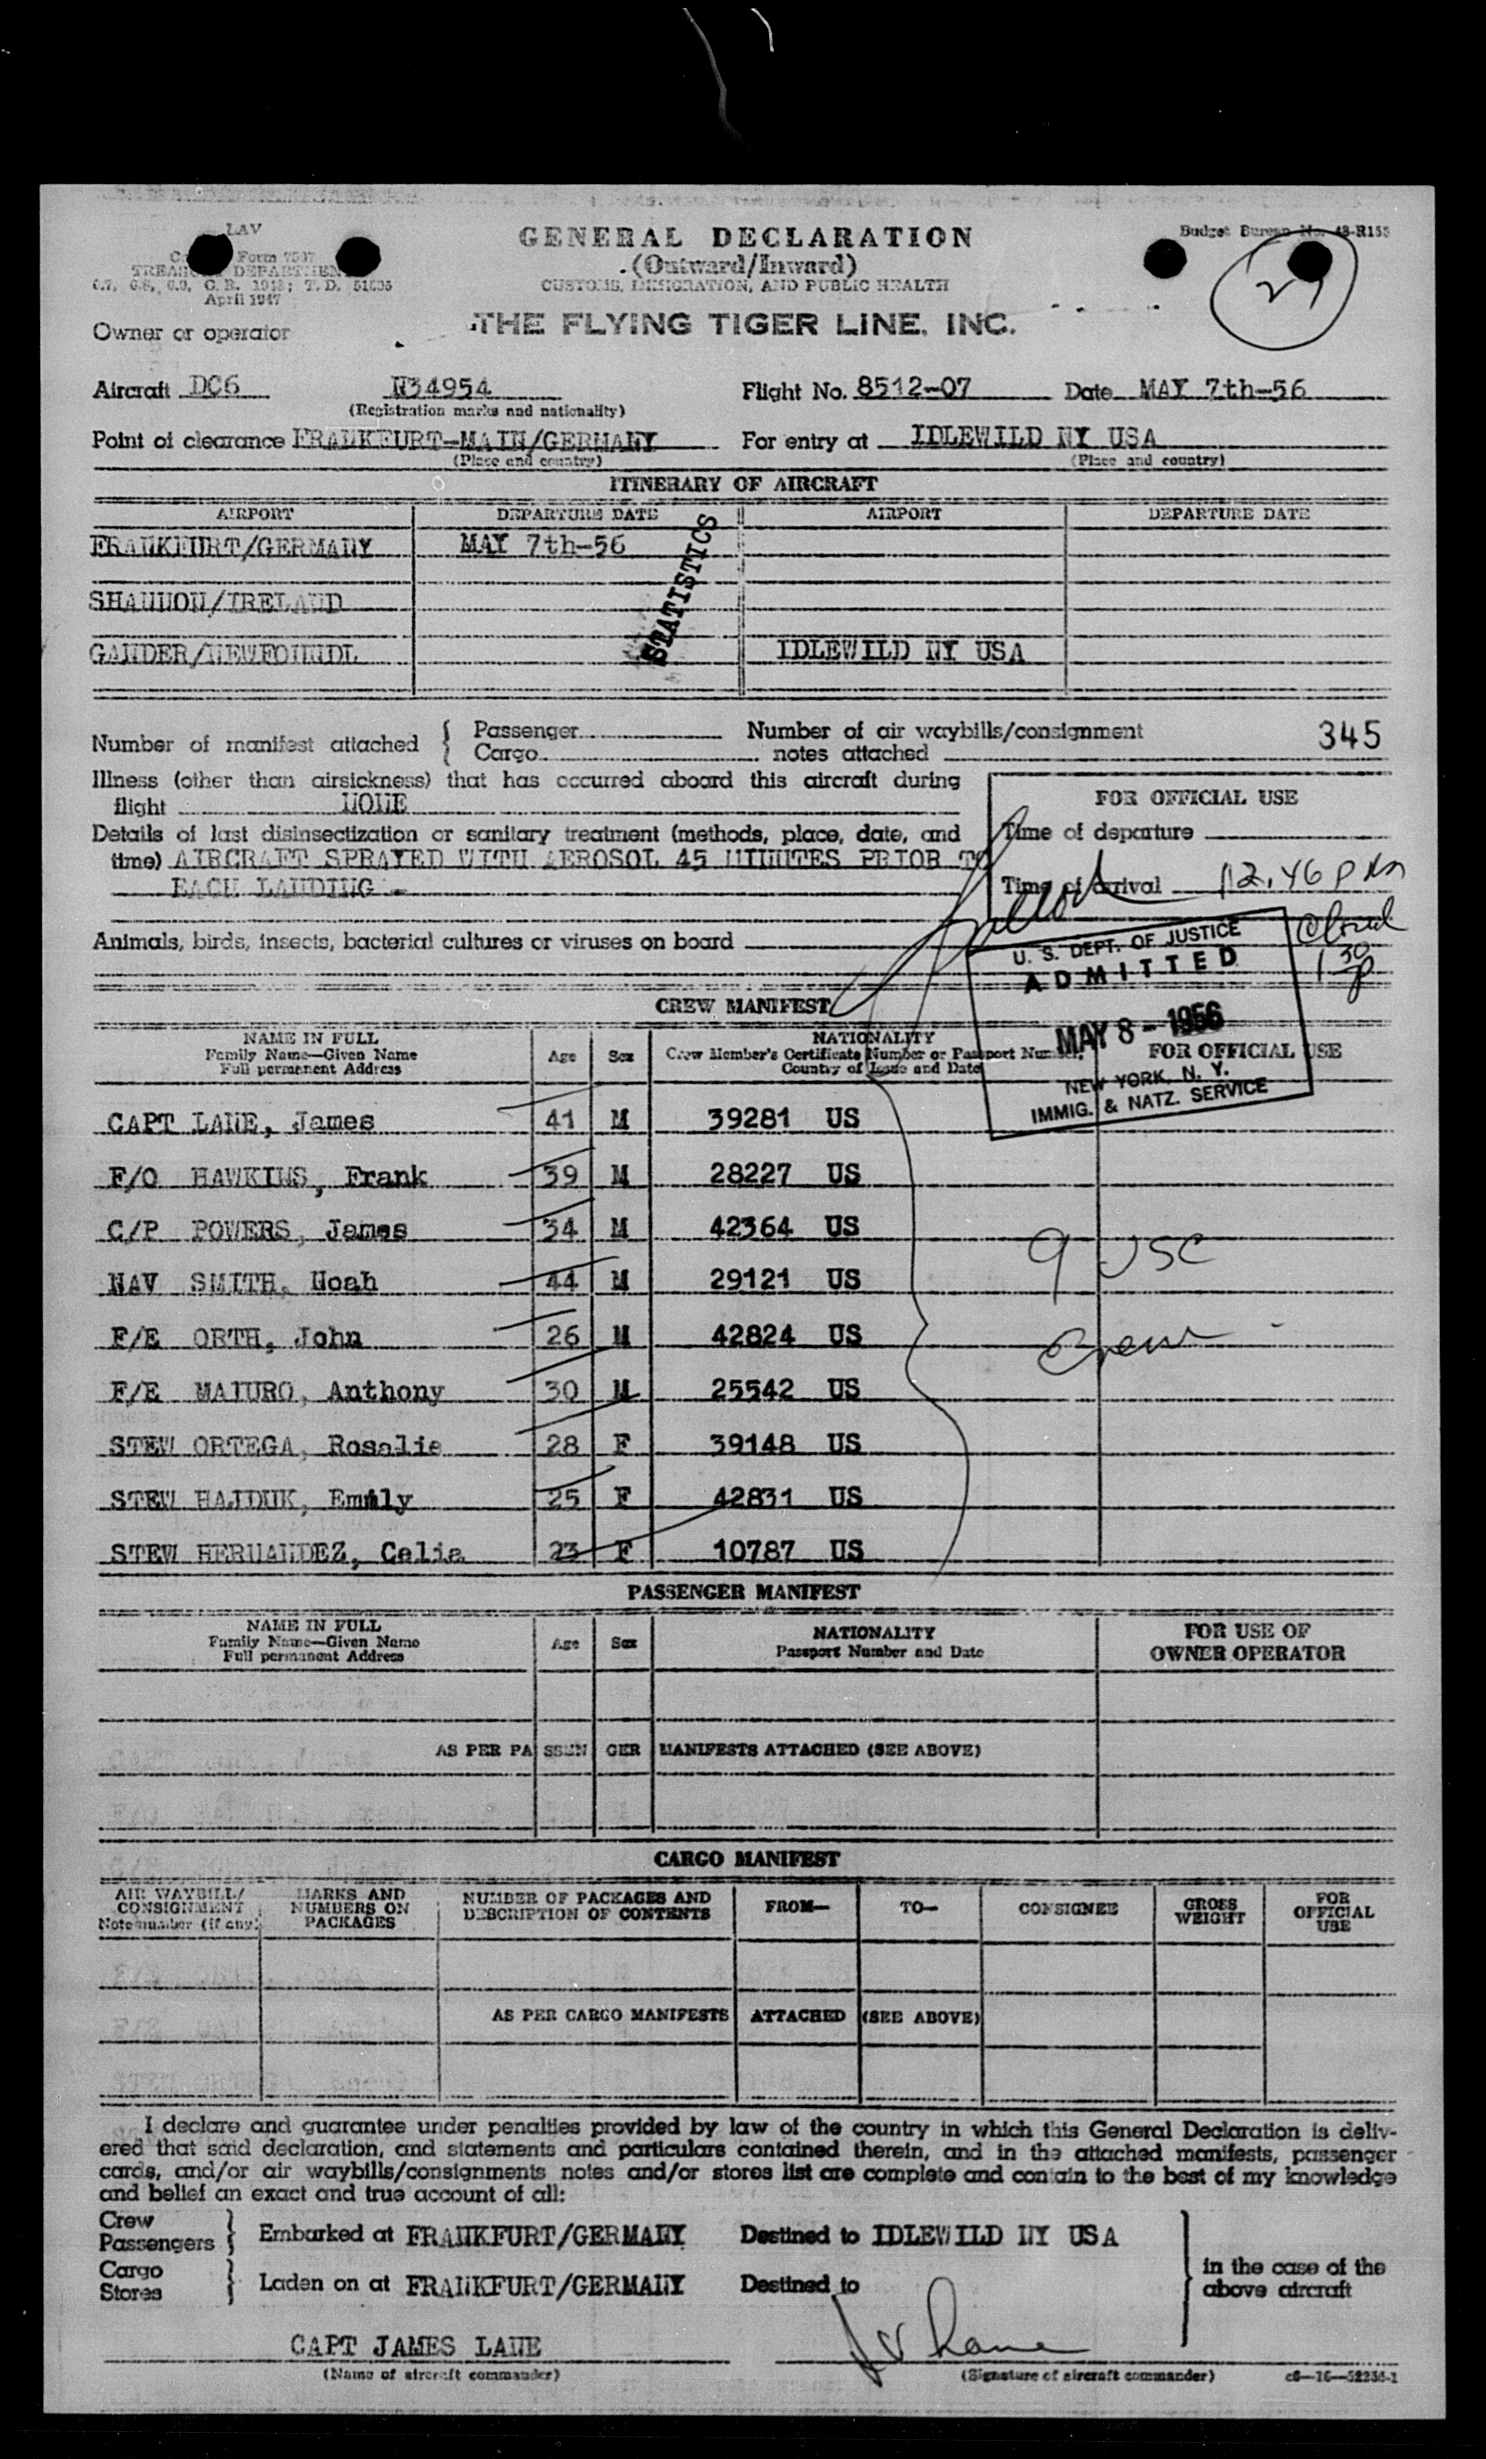 LAV
Form 7507
TREASURY DEPARTMENT
C.7, C.8, C.9, C.R. 1943; T.D. 51635
April 1947
GENERAL DECLARATION
(Outward/Inward)
CUSTOMS, IMMIGRATION, AND PUBLIC HEALTH
Budget Bureau No. 48-R155
Owner or operator THE FLYING TIGER LINE, INC.
Aircraft DC6 N34954 Flight No. 8512-07 Date MAY 7th-56
(Registration marks and nationality)
Point of clearance FRANKFURT-MAIN/GERMANY For entry at IDLEWILD NY USA
(Place and country) (Place and country)
ITINERARY OF AIRCRAFT
AIRPORT DEPARTURE DATE AIRPORT DEPARTURE DATE
FRANKFURT/GERMANY MAY 7th-56
STATISTICS
SHANNON/IRELAND
GANDER/NEWFOUNDL IDLEWILD NY USA
Number of manifest attached { Passenger
Cargo
Number of air waybills/consignment
notes attached
345
Illness (other than airsickness) that has occurred aboard this aircraft during
flight NONE
Details of last disinsectization or sanitary treatment (methods, place, date, and
time) AIRCRAFT SPRAYED WITH AEROSOL 45 MINUTES PRIOR TO
EACH LANDING -
Animals, birds, insects, bacterial cultures or viruses on board
FOR OFFICIAL USE
Time of departure
Time of arrival 12.46 P
1 30 P
U. S. DEPT. OF JUSTICE
ADMITTED
MAY 8 - 1956
NEW YORK, N. Y.
IMMIG. & NATZ. SERVICE
CREW MANIFEST
NAME IN FULL
Family Name—Given Name
Full permanent Address
Age Sex
NATIONALITY
Crew Member's Certificate Number or Passport Number
Country of Issue and Date
FOR OFFICIAL USE
CAPT LANE, James 41 M 39281 US
F/O HAWKINS, Frank 39 M 28227 US
C/P POWERS, James 34 M 42364 US
NAV SMITH, Noah 44 M 29121 US
F/E ORTH, John 26 M 42824 US
F/E MAIURO, Anthony 30 M 25542 US
STEW ORTEGA, Rosalie 28 F 39148 US
STEW HAJDUK, Emily 25 F 42831 US
STEW HERNANDEZ, Celia 23 F 10787 US
9 USC
Crew
PASSENGER MANIFEST
NAME IN FULL
Family Name—Given Name
Full permanent Address
Age Sex
NATIONALITY
Passport Number and Date
FOR USE OF
OWNER OPERATOR
AS PER PASSENGER MANIFESTS ATTACHED (SEE ABOVE)
CARGO MANIFEST
AIR WAYBILL/
CONSIGNMENT
Note number (if any)
MARKS AND
NUMBERS ON
PACKAGES
NUMBER OF PACKAGES AND
DESCRIPTION OF CONTENTS
FROM—
TO—
CONSIGNEE
GROSS
WEIGHT
FOR
OFFICIAL
USE
AS PER CARGO MANIFESTS ATTACHED (SEE ABOVE)
I declare and guarantee under penalties provided by law of the country in which this General Declaration is deliv-
ered that said declaration, and statements and particulars contained therein, and in the attached manifests, passenger
cards, and/or air waybills/consignments notes and/or stores list are complete and contain to the best of my knowledge
and belief an exact and true account of all:
Crew
Passengers } Embarked at FRANKFURT/GERMANY Destined to IDLEWILD NY USA
Cargo
Stores } Laden on at FRANKFURT/GERMANY Destined to
in the case of the
above aircraft
CAPT JAMES LANE
(Name of aircraft commander) (Signature of aircraft commander)